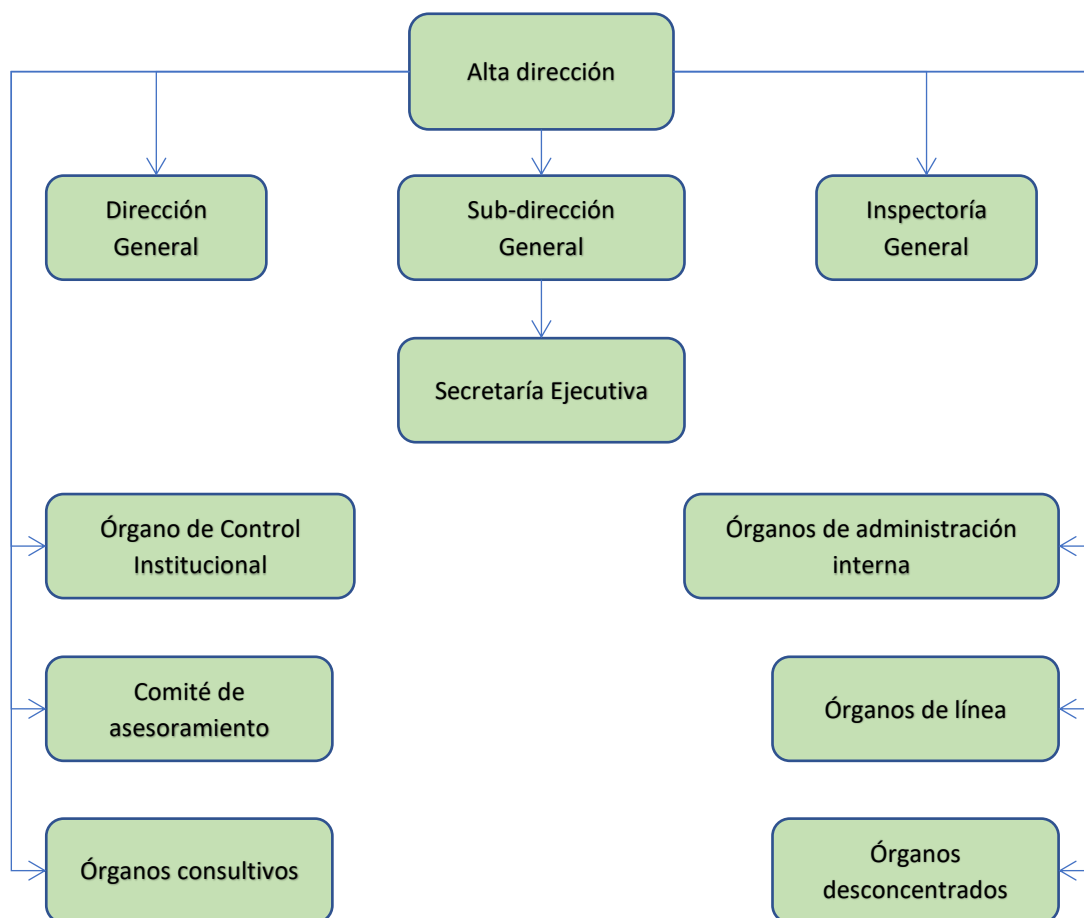 Alta dirección
Dirección
General
Sub-dirección
General
Inspectoría
General
Secretaría Ejecutiva
Órgano de Control
Institucional
Órganos de administración
interna
Comité de
asesoramiento
Órganos de línea
Órganos consultivos
Órganos
desconcentrados